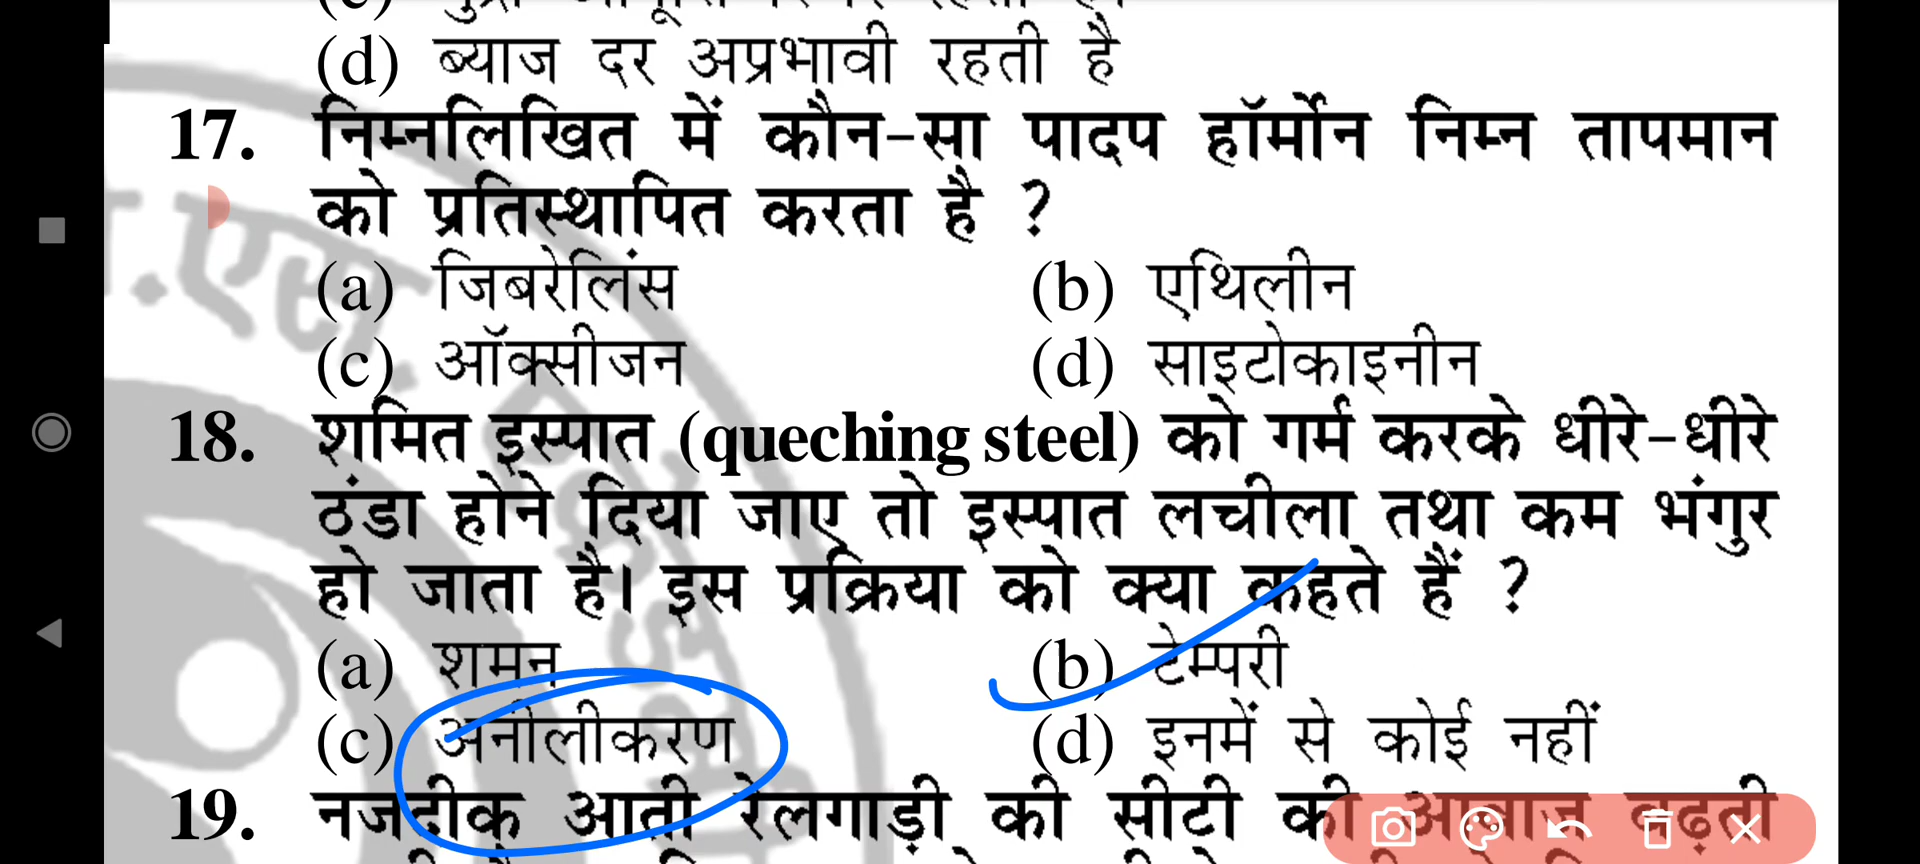 (d) ब्याज दर अप्रभावी रहती है
17. निम्नलिखित में कौन-सा पादप हॉर्मोन निम्न तापमान
को प्रतिस्थापित करता है ?
(a) जिबरेलिंस (b) एथिलीन
(c) ऑक्सीजन (d) साइटोकाइनीन
18. शमित इस्पात (queching steel) को गर्म करके धीरे-धीरे
ठंडा होने दिया जाए तो इस्पात लचीला तथा कम भंगुर
हो जाता है। इस प्रक्रिया को क्या कहते हैं ?
(a) शमन (b) टेम्परी
(c) अनीलीकरण (d) इनमें से कोई नहीं
19. नजदीक आती रेलगाड़ी की सीटी की आवाज बढ़ती